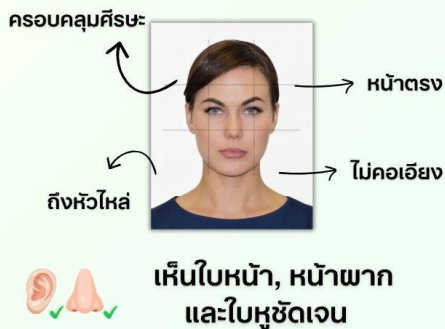 ครอบคลุมศีรษะ
หน้าตรง
ไม่คอเอียง
ถึงหัวไหล่
เห็นใบหน้า, หน้าผาก
และใบหูชัดเจน